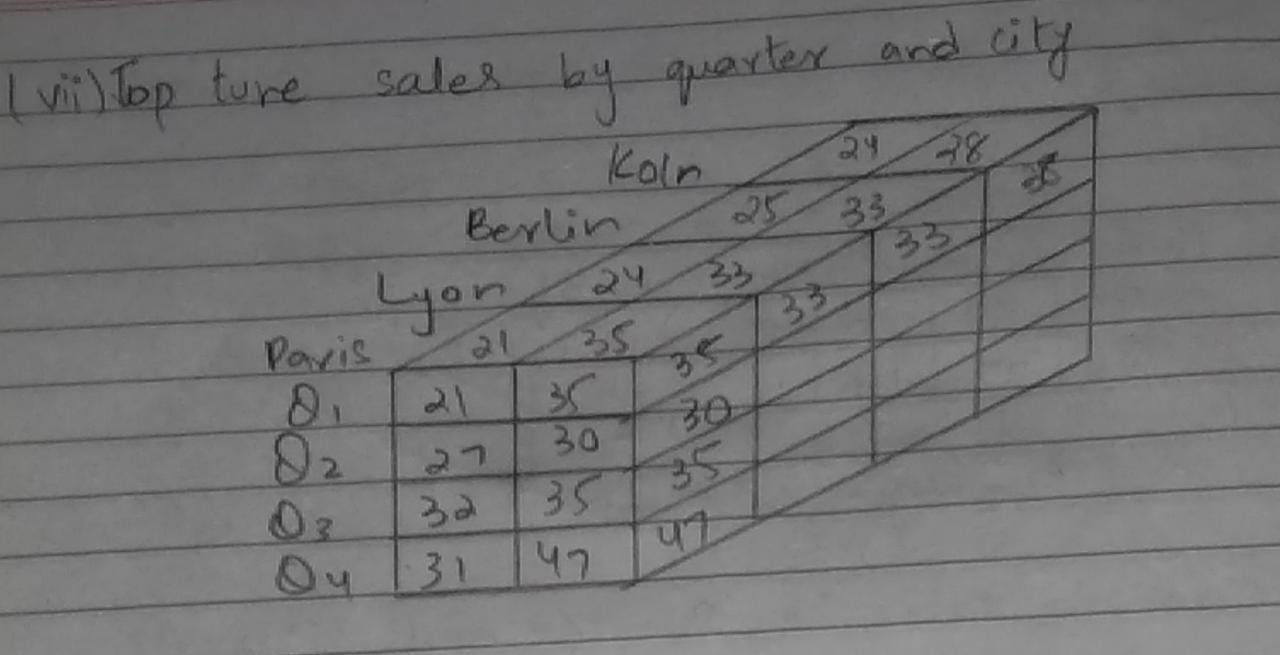 (vii) Top ture sales by quarter and city
Koln 24 28 28
Berlin 25 33 33
Lyon 24 33 33
Paris 21 35 35
Q1 21 35
Q2 27 30 30
Q3 32 35 35
Q4 31 47 47